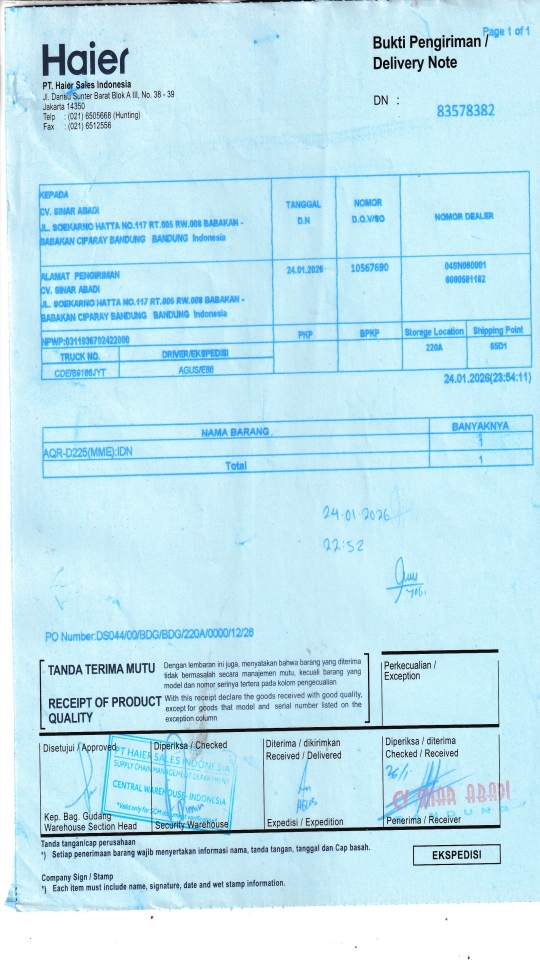 Page 1 of 1
Haier
Bukti Pengiriman /
Delivery Note
PT. Haier Sales Indonesia
Jl. Danau Sunter Barat Blok A III, No. 38 - 39
Jakarta 14350
Telp : (021) 6505668 (Hunting)
Fax : (021) 6512556
DN :
83578382
KEPADA
CV. SINAR ABADI
JL. SOEKARNO HATTA NO.117 RT.005 RW.008 BABAKAN -
BABAKAN CIPARAY BANDUNG BANDUNG Indonesia
TANGGAL
D.N
NOMOR
D.O.V/SO
NOMOR DEALER
ALAMAT PENGIRIMAN
CV. SINAR ABADI
JL. SOEKARNO HATTA NO.117 RT.005 RW.008 BABAKAN -
BABAKAN CIPARAY BANDUNG BANDUNG Indonesia
24.01.2026
10567690
04SN080001
6000581182
NPWP:0311936702422000
PKP
BPKP
Storage Location
Shipping Point
TRUCK NO.
DRIVER/EKSPEDISI
220A
65D1
AGUS/E88
24.01.2026(23:54:11)
NAMA BARANG
BANYAKNYA
AQR-D225(MME):IDN
1
Total
1
24-01-2026
22:52
PO Number:DS044/00/BDG/BDG/220A/0000/12/26
TANDA TERIMA MUTU
Dengan lembaran ini juga, menyatakan bahwa barang yang diterima
tidak bermasalah secara manajemen mutu, kecuali barang yang
model dan nomor serinya tertera pada kolom pengecualian
RECEIPT OF PRODUCT
QUALITY
With this receipt declare the goods received with good quality,
except for goods that model and serial number listed on the
exception column
Perkecualian /
Exception
Disetujui / Approved
Diperiksa / Checked
Diterima / dikirimkan
Received / Delivered
Diperiksa / diterima
Checked / Received
PT HAIER SALES INDONESIA
SUPPLY CHAIN MANAGEMENT DEPARTMENT
CENTRAL WAREHOUSE - INDONESIA
26/1
CV SINAR ABADI
AGUS
Kep. Bag. Gudang
Warehouse Section Head
Security Warehouse
Expedisi / Expedition
Penerima / Receiver
Tanda tangan/cap perusahaan
*) Setiap penerimaan barang wajib menyertakan informasi nama, tanda tangan, tanggal dan Cap basah.
EKSPEDISI
Company Sign / Stamp
*) Each item must include name, signature, date and wet stamp information.